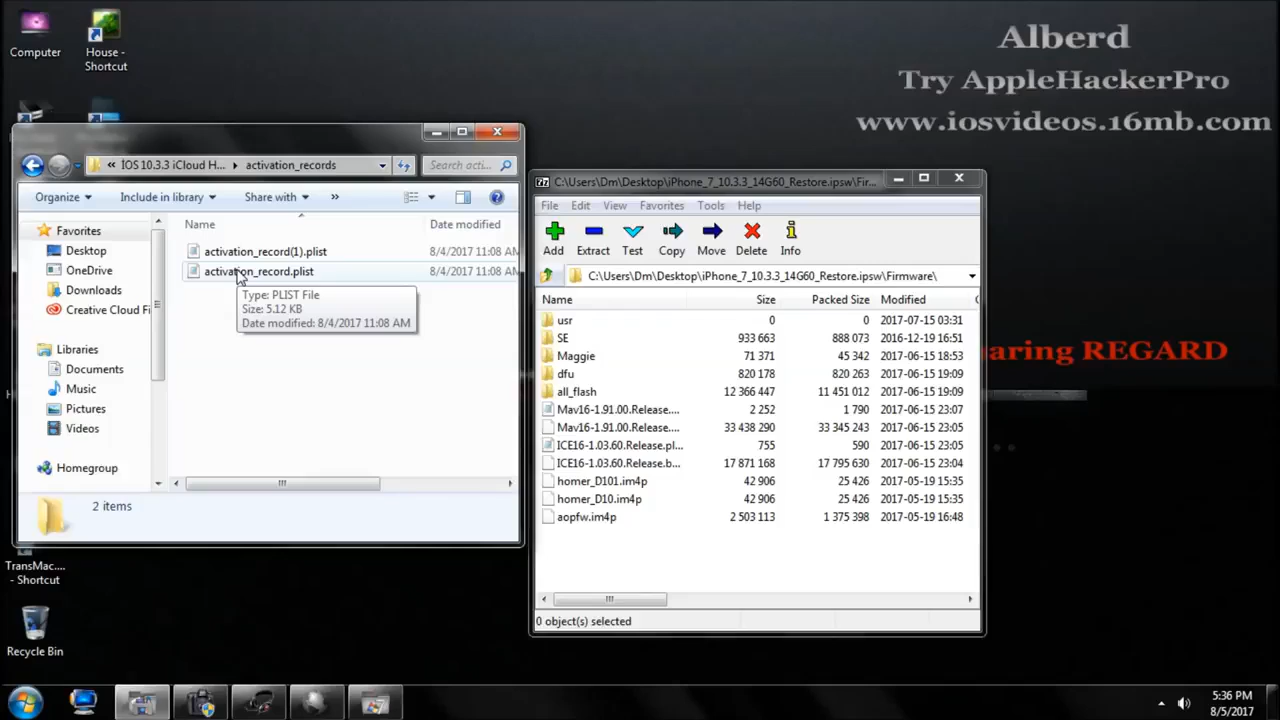 Computer
House -
Shortcut
Alberd
Try AppleHackerPro
www.iosvideos.16mb.com
IOS 10.3.3 iCloud H...
activation_records
Search activ...
Organize
Include in library
Share with
»
Name
Date modified
Favorites
Desktop
OneDrive
Downloads
Creative Cloud Fi
Libraries
Documents
Music
Pictures
Videos
Homegroup
activation_record(1).plist
8/4/2017 11:08 AM
activation_record.plist
8/4/2017 11:08 AM
Type: PLIST File
Size: 5.12 KB
Date modified: 8/4/2017 11:08 AM
2 items
C:\Users\Dm\Desktop\iPhone_7_10.3.3_14G60_Restore.ipsw\Fir...
File Edit View Favorites Tools Help
Add Extract Test Copy Move Delete Info
C:\Users\Dm\Desktop\iPhone_7_10.3.3_14G60_Restore.ipsw\Firmware\
Name Size Packed Size Modified
usr 0 0 2017-07-15 03:31
SE 933 663 888 073 2016-12-19 16:51
Maggie 71 371 45 342 2017-06-15 18:53
dfu 820 178 820 263 2017-06-15 19:09
all_flash 12 366 447 11 451 012 2017-06-15 19:09
Mav16-1.91.00.Release.... 2 252 1 790 2017-06-15 23:07
Mav16-1.91.00.Release.... 33 438 290 33 345 243 2017-06-15 23:05
ICE16-1.03.60.Release.pl... 755 590 2017-06-15 23:05
ICE16-1.03.60.Release.b... 17 871 168 17 795 630 2017-06-15 23:04
homer_D101.im4p 42 906 25 426 2017-05-19 15:35
homer_D10.im4p 42 906 25 426 2017-05-19 15:35
aopfw.im4p 2 503 113 1 375 398 2017-05-19 16:48
0 object(s) selected
aring REGARD
TransMac....
- Shortcut
Recycle Bin
5:36 PM
8/5/2017